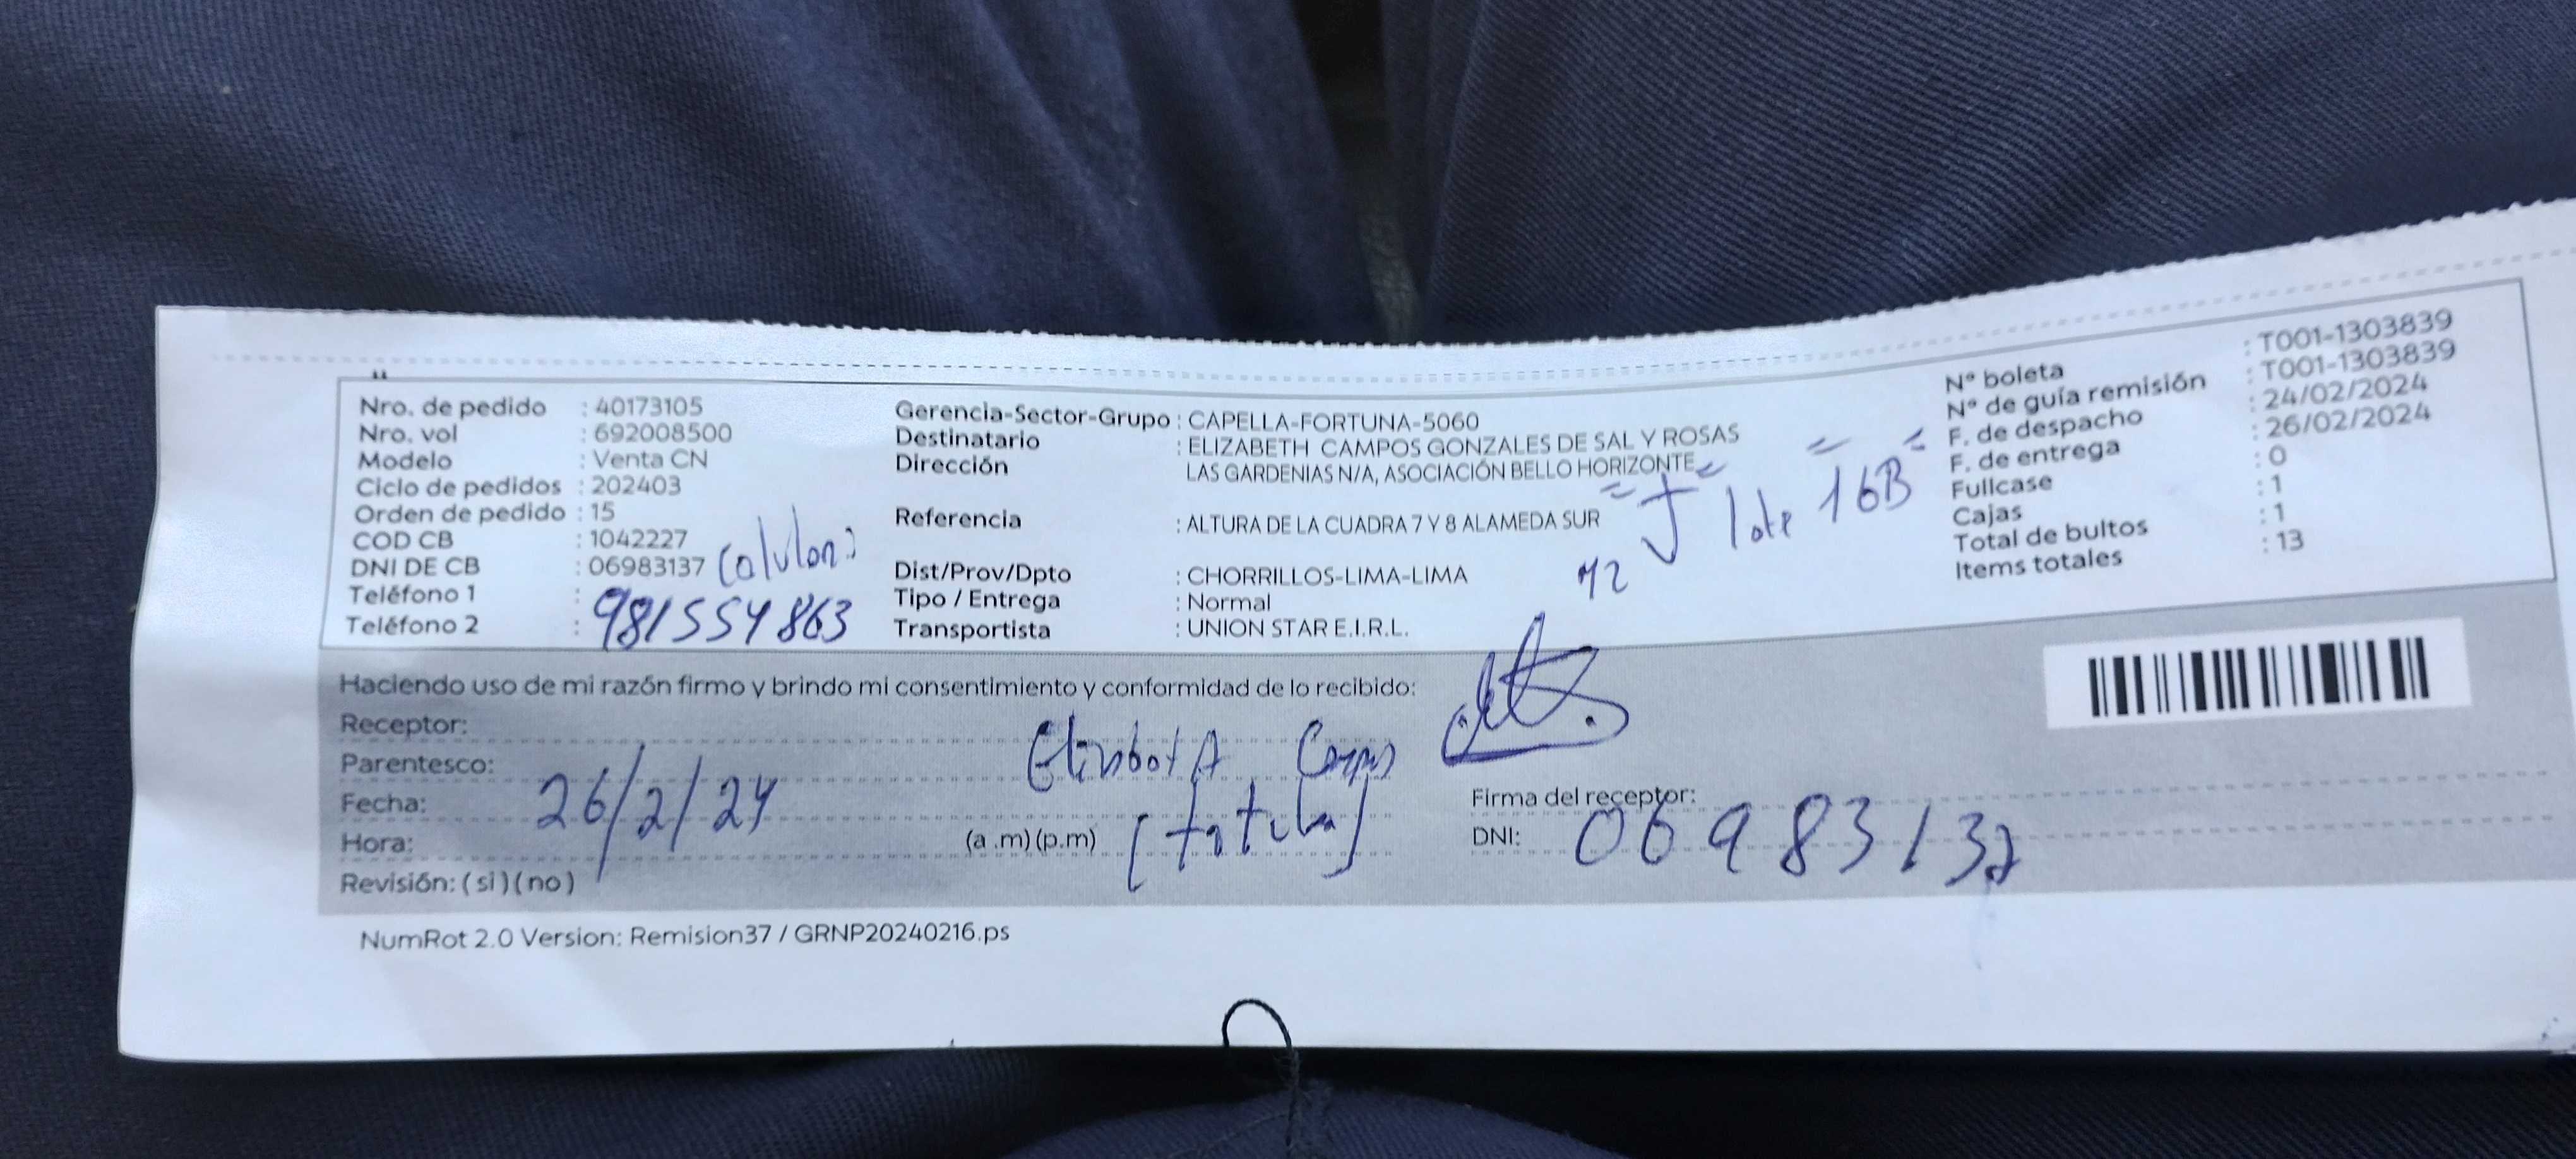 Nro. de pedido : 40173105
Nro. vol : 692008500
Modelo : Venta CN
Ciclo de pedidos : 202403
Orden de pedido : 15
COD CB : 1042227
DNI DE CB : 06983137
Teléfono 1 :
Teléfono 2 : 981554863
Gerencia-Sector-Grupo : CAPELLA-FORTUNA-5060
Destinatario : ELIZABETH CAMPOS GONZALES DE SAL Y ROSAS
Dirección LAS GARDENIAS N/A, ASOCIACIÓN BELLO HORIZONTE
Referencia : ALTURA DE LA CUADRA 7 Y 8 ALAMEDA SUR
Mz J lote 16B
Dist/Prov/Dpto : CHORRILLOS-LIMA-LIMA
Tipo / Entrega : Normal
Transportista : UNION STAR E.I.R.L.
N° boleta : T001-1303839
N° de guía remisión : T001-1303839
F. de despacho : 24/02/2024
F. de entrega : 26/02/2024
Fullcase : 0
Cajas : 1
Total de bultos : 1
Items totales : 13
Haciendo uso de mi razón firmo y brindo mi consentimiento y conformidad de lo recibido:
Receptor:
Parentesco:
Fecha: 26/2/24
Hora: (a .m) (p.m)
Revisión: ( si ) ( no )
Firma del receptor:
DNI: 06983137
NumRot 2.0 Version: Remision37 / GRNP20240216.ps